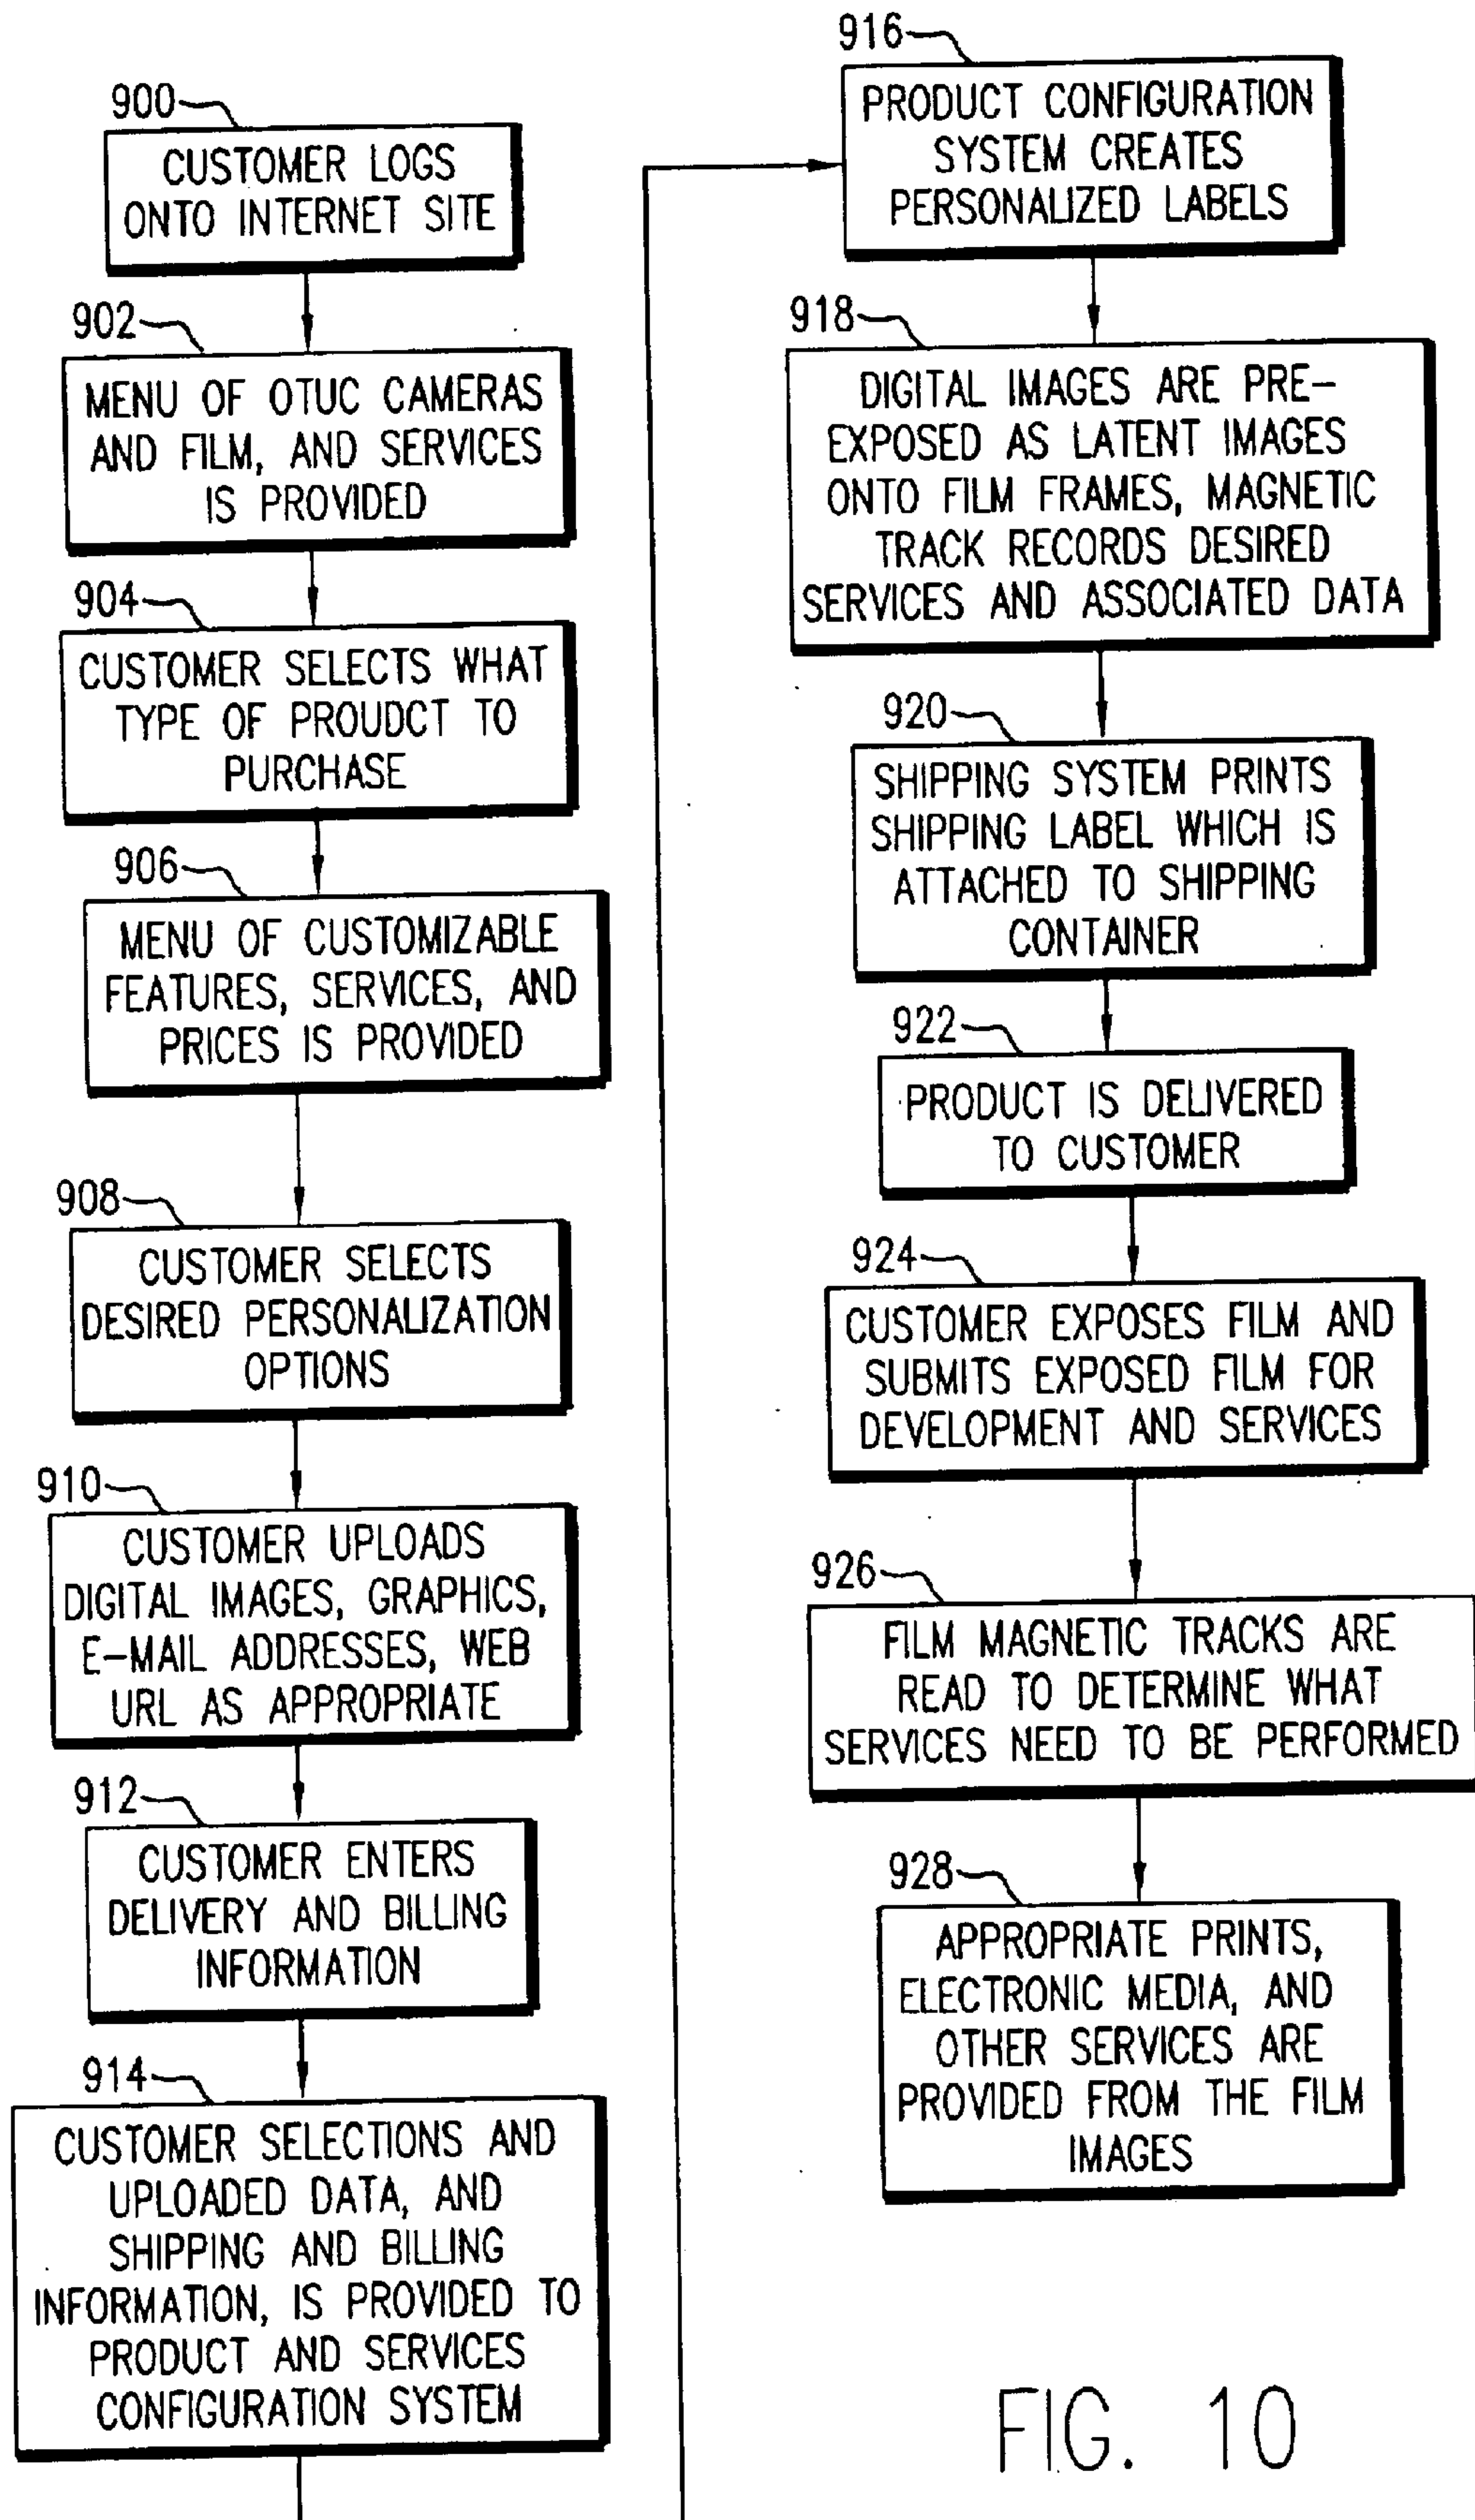 900
CUSTOMER LOGS
ONTO INTERNET SITE
902
MENU OF OTUC CAMERAS
AND FILM, AND SERVICES
IS PROVIDED
904
CUSTOMER SELECTS WHAT
TYPE OF PROUDCT TO
PURCHASE
906
MENU OF CUSTOMIZABLE
FEATURES, SERVICES, AND
PRICES IS PROVIDED
908
CUSTOMER SELECTS
DESIRED PERSONALIZATION
OPTIONS
910
CUSTOMER UPLOADS
DIGITAL IMAGES, GRAPHICS,
E-MAIL ADDRESSES, WEB
URL AS APPROPRIATE
912
CUSTOMER ENTERS
DELIVERY AND BILLING
INFORMATION
914
CUSTOMER SELECTIONS AND
UPLOADED DATA, AND
SHIPPING AND BILLING
INFORMATION, IS PROVIDED TO
PRODUCT AND SERVICES
CONFIGURATION SYSTEM
916
PRODUCT CONFIGURATION
SYSTEM CREATES
PERSONALIZED LABELS
918
DIGITAL IMAGES ARE PRE-
EXPOSED AS LATENT IMAGES
ONTO FILM FRAMES, MAGNETIC
TRACK RECORDS DESIRED
SERVICES AND ASSOCIATED DATA
920
SHIPPING SYSTEM PRINTS
SHIPPING LABEL WHICH IS
ATTACHED TO SHIPPING
CONTAINER
922
PRODUCT IS DELIVERED
TO CUSTOMER
924
CUSTOMER EXPOSES FILM AND
SUBMITS EXPOSED FILM FOR
DEVELOPMENT AND SERVICES
926
FILM MAGNETIC TRACKS ARE
READ TO DETERMINE WHAT
SERVICES NEED TO BE PERFORMED
928
APPROPRIATE PRINTS,
ELECTRONIC MEDIA, AND
OTHER SERVICES ARE
PROVIDED FROM THE FILM
IMAGES
FIG. 10